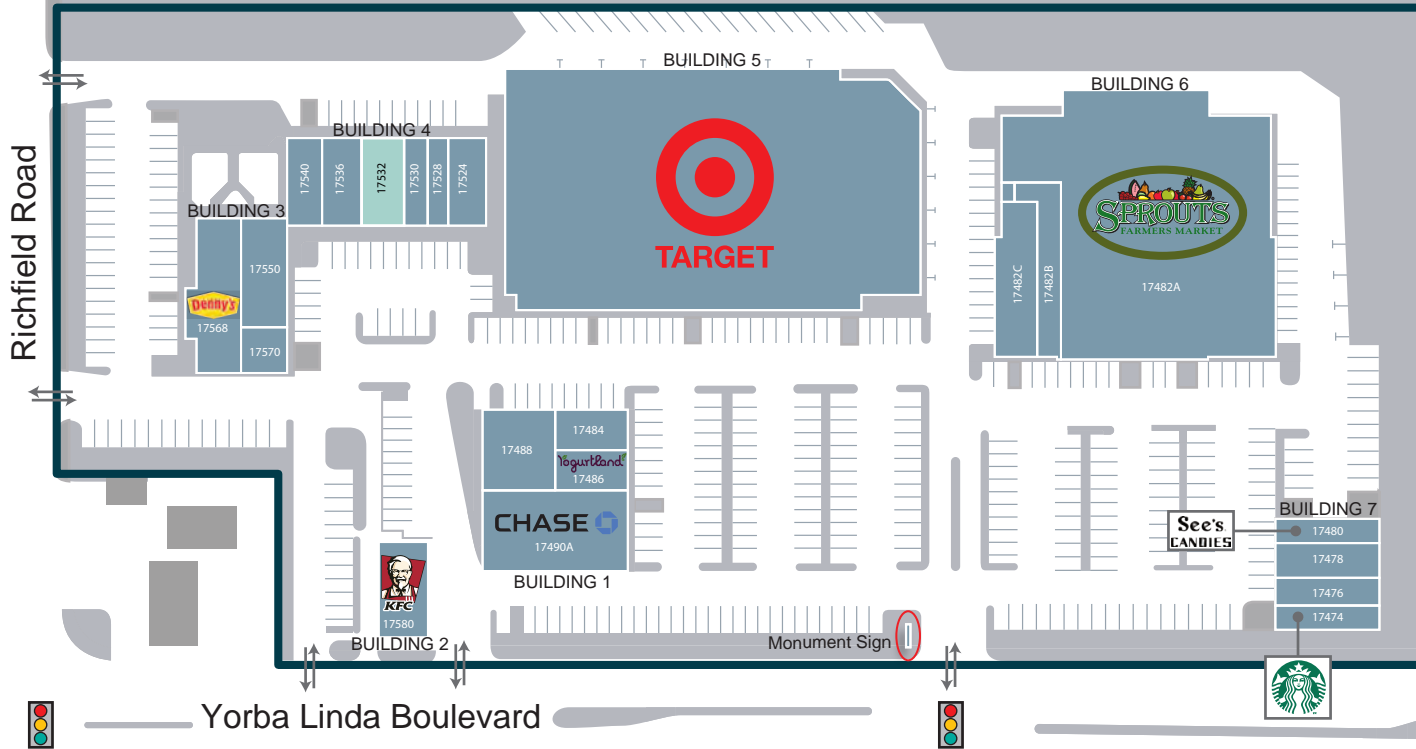 BUILDING 5
BUILDING 6
BUILDING 4
17540
17536
17532
17530
17528
17524
TARGET
SPROUTS
FARMERS MARKET
BUILDING 3
17550
Denny's
17568
17570
17482C
17482B
17482A
Richfield Road
17488
17484
Yogurtland
17486
CHASE
17490A
BUILDING 1
KFC
17580
BUILDING 2
See's
CANDIES
BUILDING 7
17480
17478
17476
17474
Monument Sign
Yorba Linda Boulevard